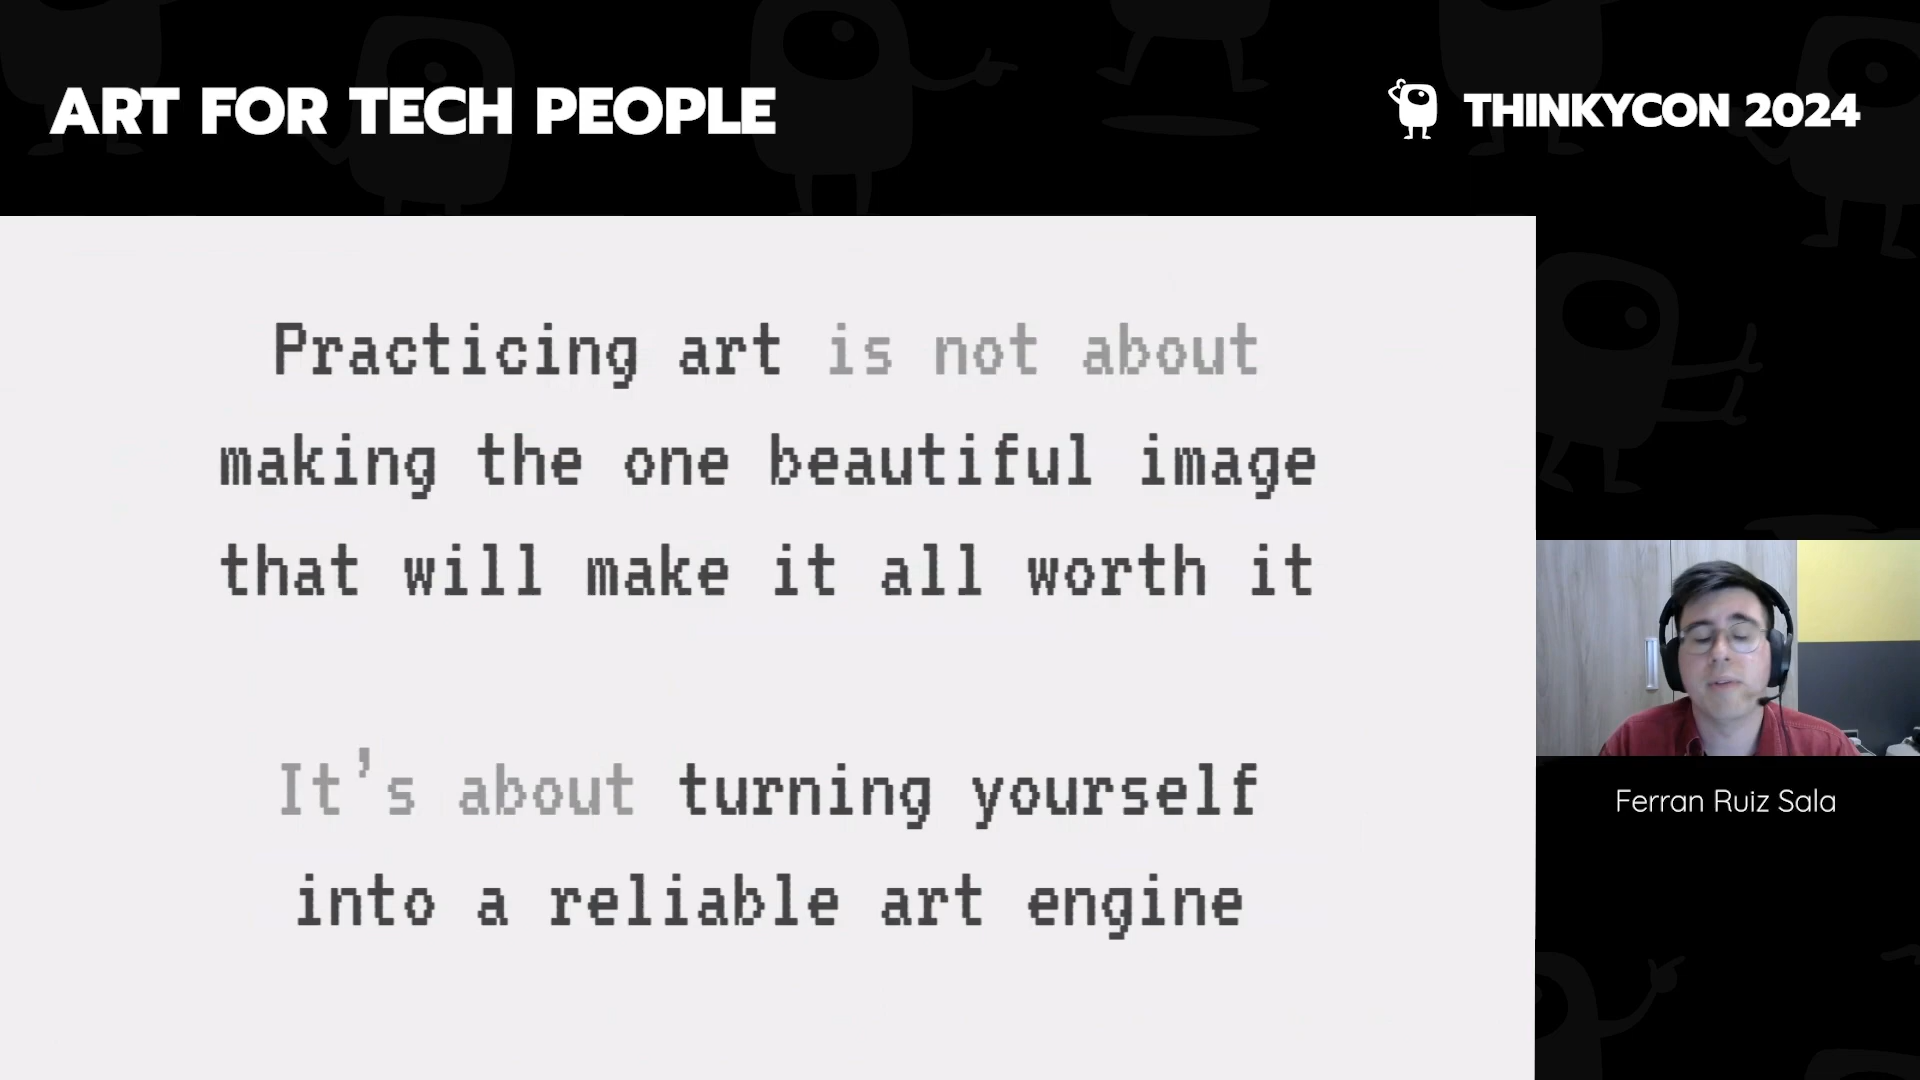 ART FOR TECH PEOPLE
THINKYCON 2024
Practicing art is not about
making the one beautiful image
that will make it all worth it
It's about turning yourself
into a reliable art engine
Ferran Ruiz Sala